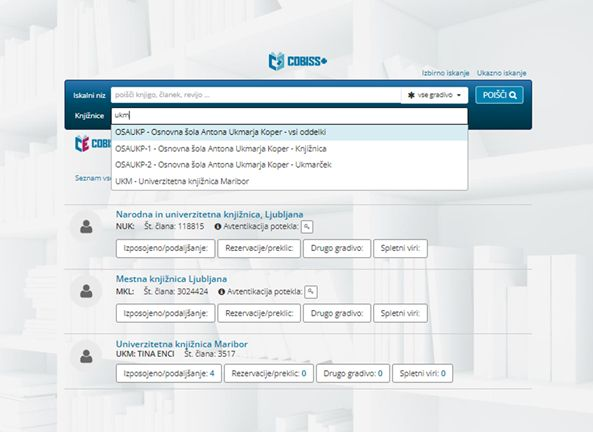 COBISS+
Izbirno iskanje Ukazno iskanje
Iskalni niz poišči knjigo, članek, revijo ... vse gradivo POIŠČI
Knjižnice ukm
OSAUKP - Osnovna šola Antona Ukmarja Koper - vsi oddelki
OSAUKP-1 - Osnovna šola Antona Ukmarja Koper - Knjižnica
OSAUKP-2 - Osnovna šola Antona Ukmarja Koper - Ukmarček
UKM - Univerzitetna knjižnica Maribor
Narodna in univerzitetna knjižnica, Ljubljana
NUK: Št. člana: 118815 Avtentikacija potekla:
Izposojeno/podaljšanje: Rezervacije/preklic: Drugo gradivo: Spletni viri:
Mestna knjižnica Ljubljana
MKL: Št. člana: 3024424 Avtentikacija potekla:
Izposojeno/podaljšanje: Rezervacije/preklic: Drugo gradivo: Spletni viri:
Univerzitetna knjižnica Maribor
UKM: TINA ENCI Št. člana: 3517
Izposojeno/podaljšanje: 4 Rezervacije/preklic: 0 Drugo gradivo: 0 Spletni viri: 0